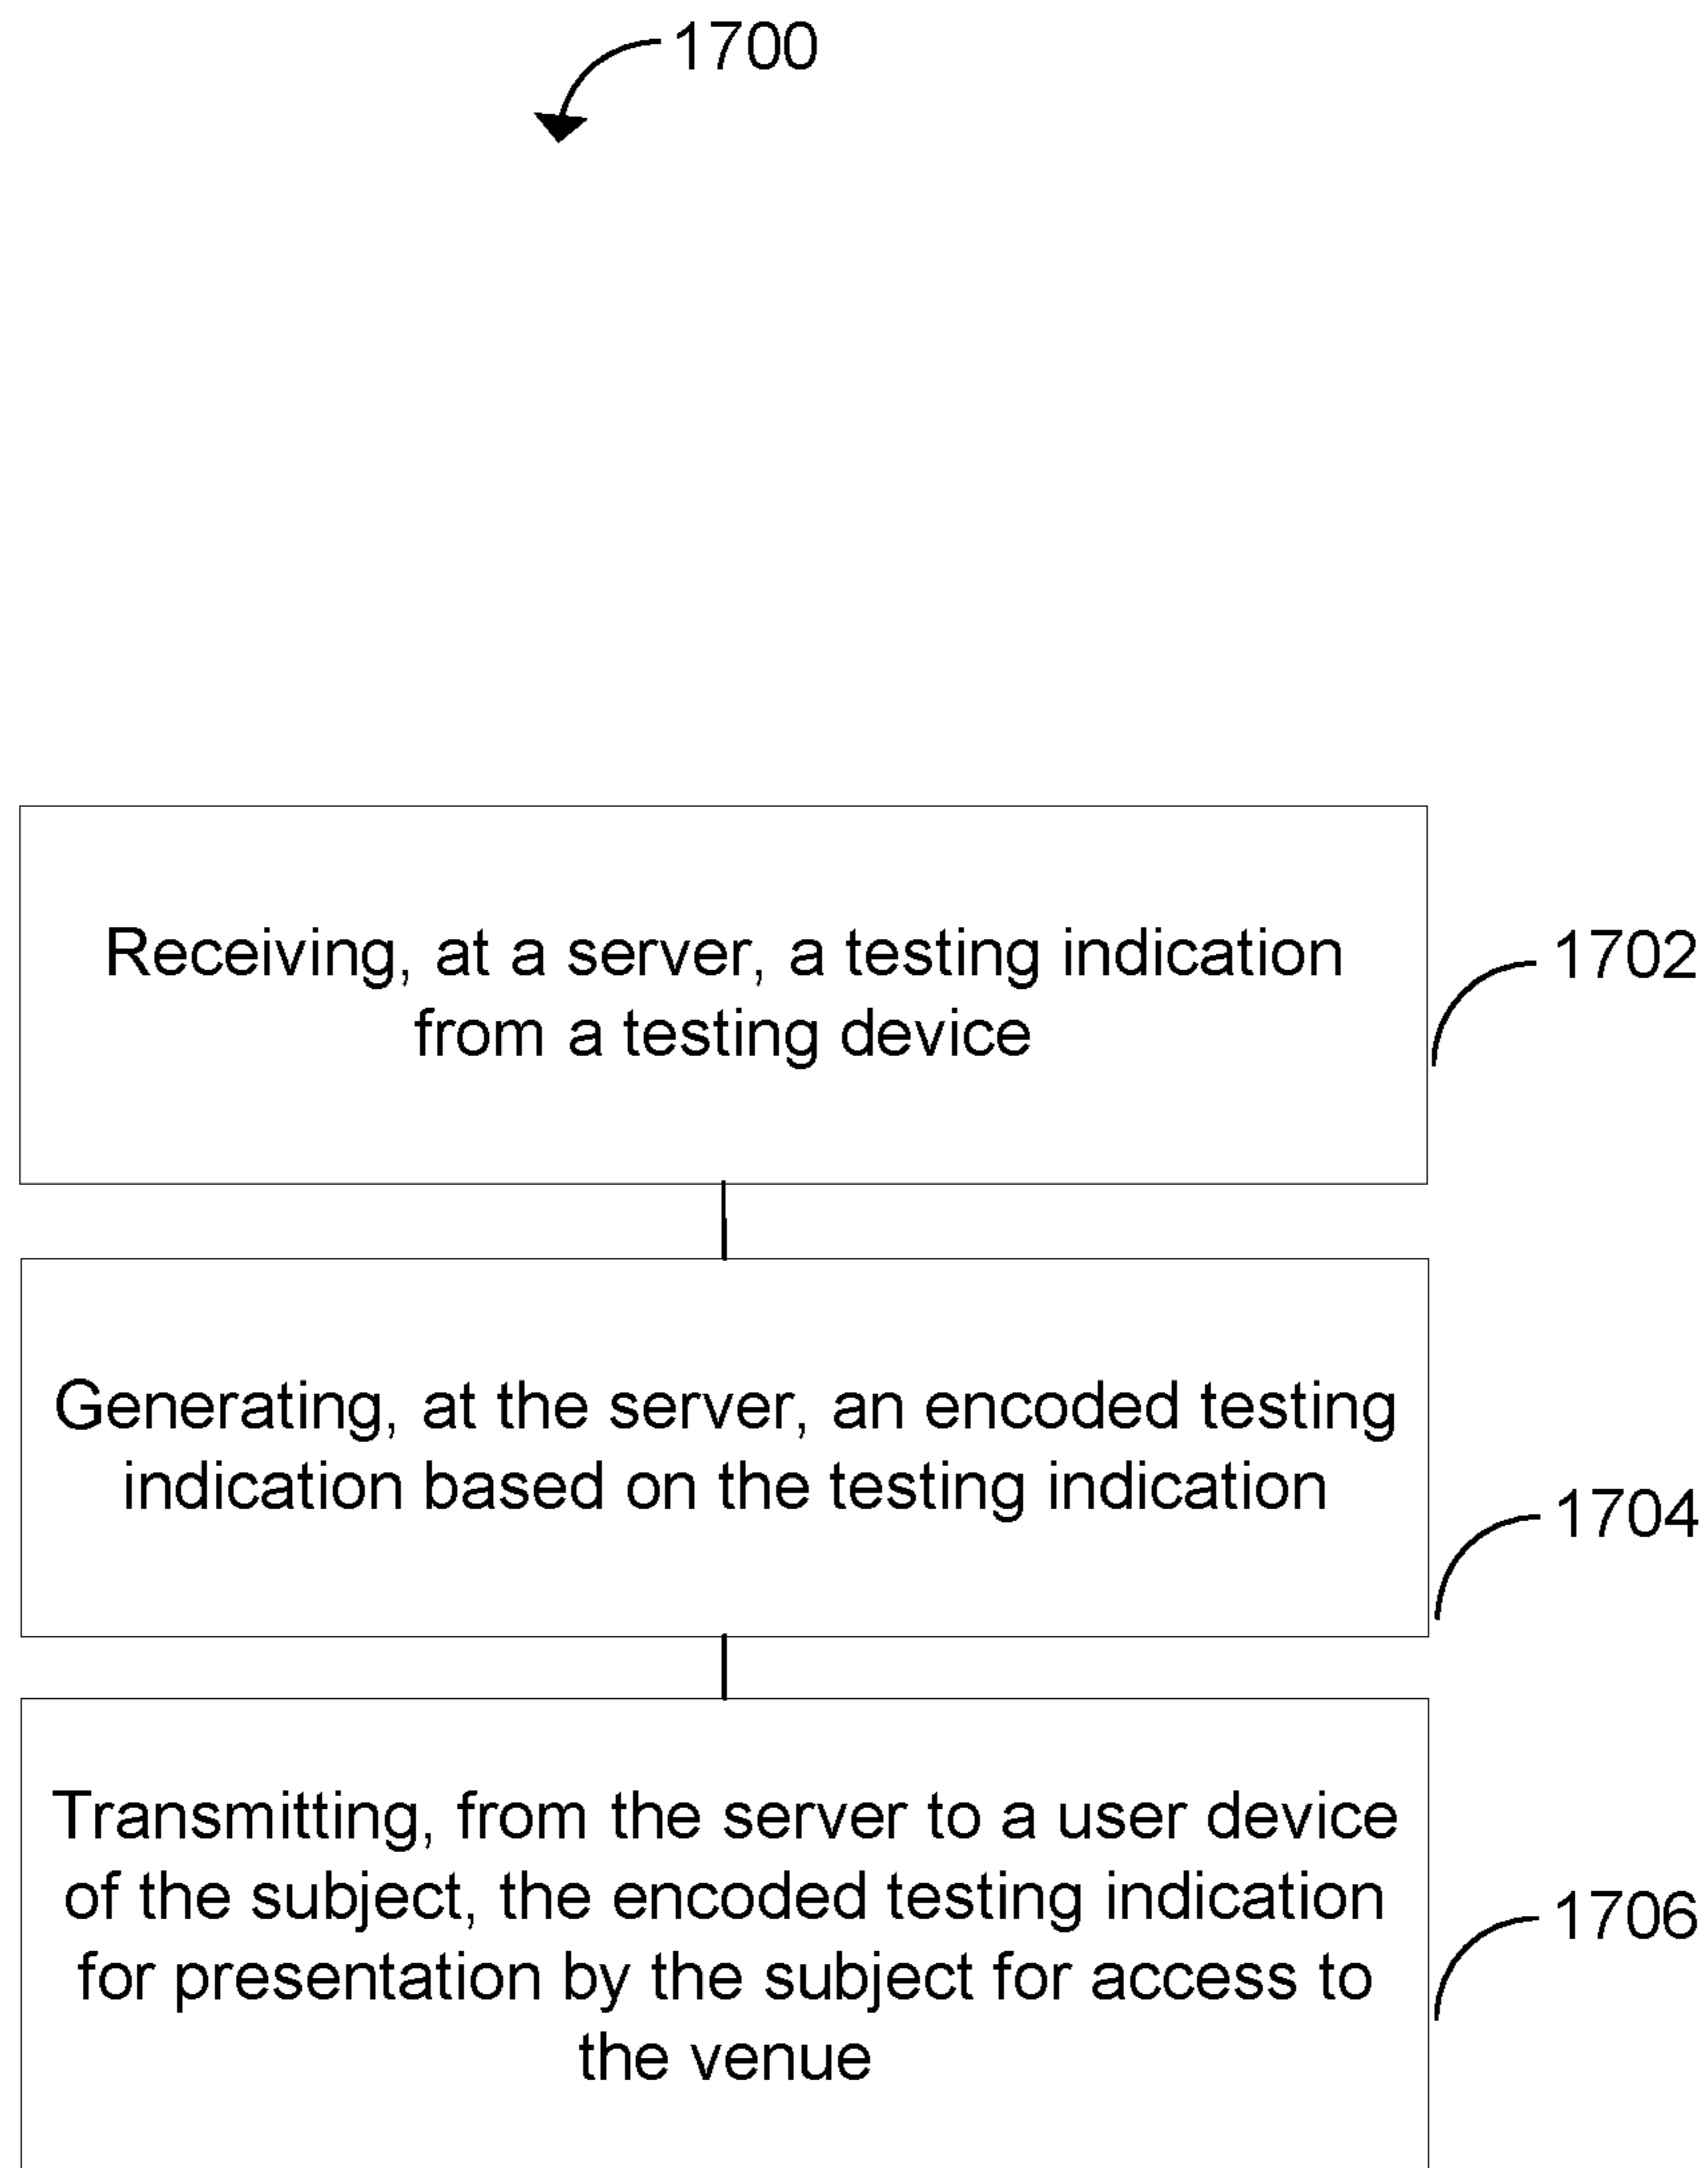 1700
Receiving, at a server, a testing indication
from a testing device
1702
Generating, at the server, an encoded testing
indication based on the testing indication
1704
Transmitting, from the server to a user device
of the subject, the encoded testing indication
for presentation by the subject for access to
the venue
1706